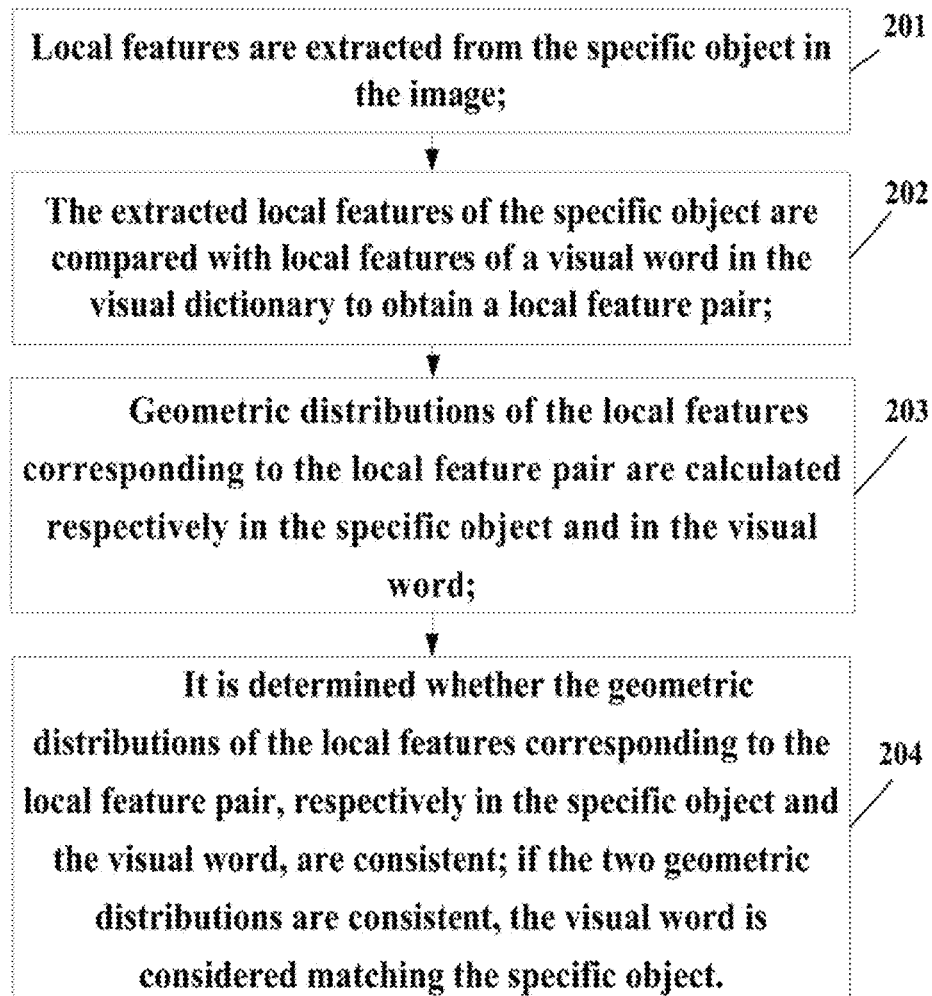 Local features are extracted from the specific object in
the image;
201
The extracted local features of the specific object are
compared with local features of a visual word in the
visual dictionary to obtain a local feature pair;
202
Geometric distributions of the local features
corresponding to the local feature pair are calculated
respectively in the specific object and in the visual
word;
203
It is determined whether the geometric
distributions of the local features corresponding to the
local feature pair, respectively in the specific object and
the visual word, are consistent; if the two geometric
distributions are consistent, the visual word is
considered matching the specific object.
204